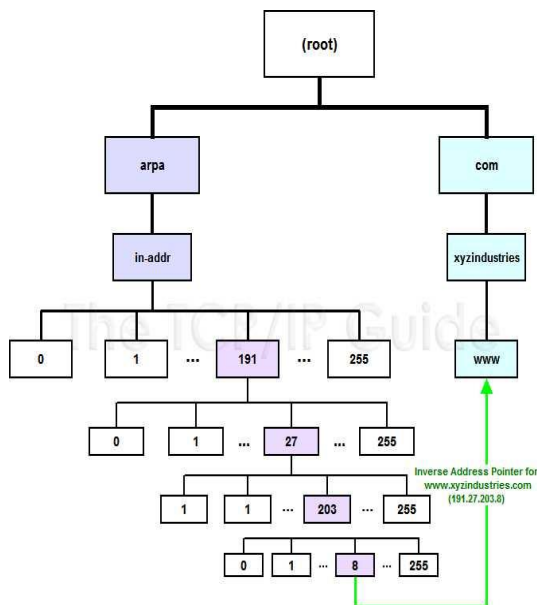 (root)
arpa
com
in-addr
xyzindustries
The TCP/IP Guide
0 1 ... 191 ... 255
www
0 1 ... 27 ... 255
Inverse Address Pointer for
www.xyzindustries.com
(191.27.203.8)
1 1 ... 203 ... 255
0 1 ... 8 ... 255